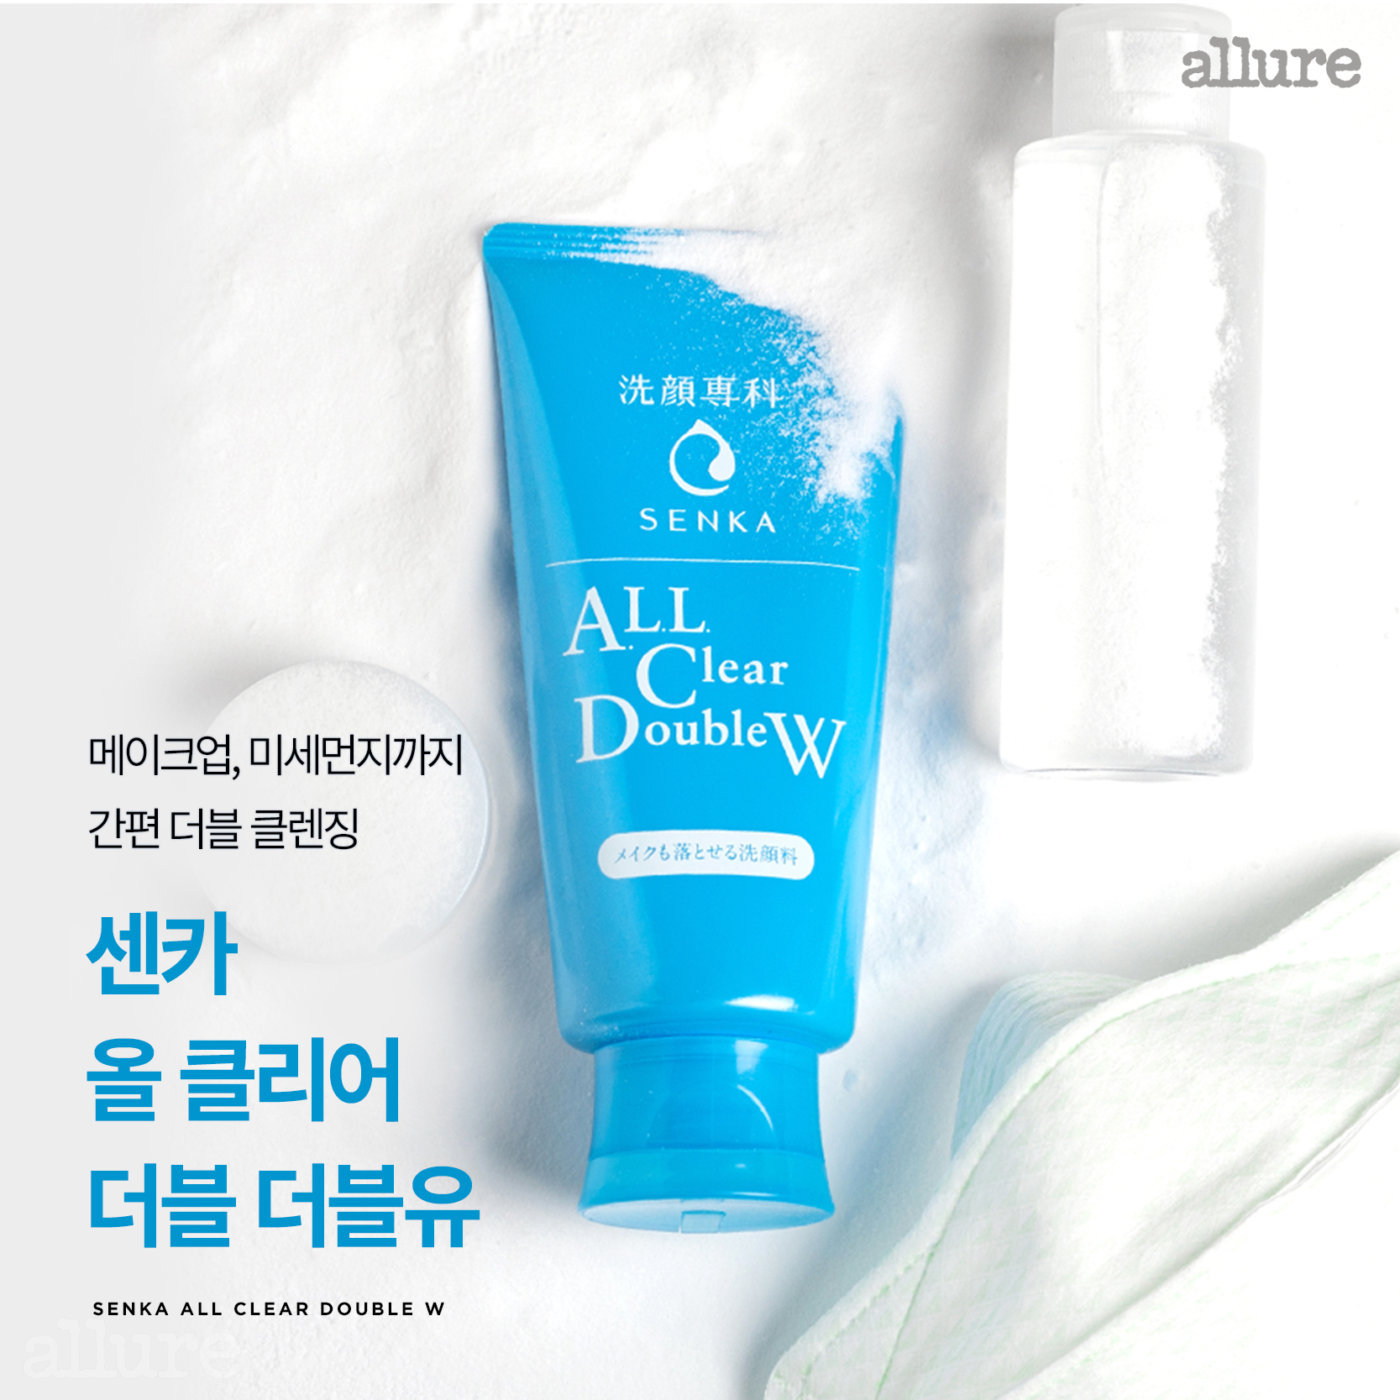 allure
洗顔専科
SENKA
A.L.L.
Clear
Double W
メイクも落とせる洗顔料
메이크업, 미세먼지까지
간편 더블 클렌징
센카
올 클리어
더블 더블유
SENKA ALL CLEAR DOUBLE W
allure